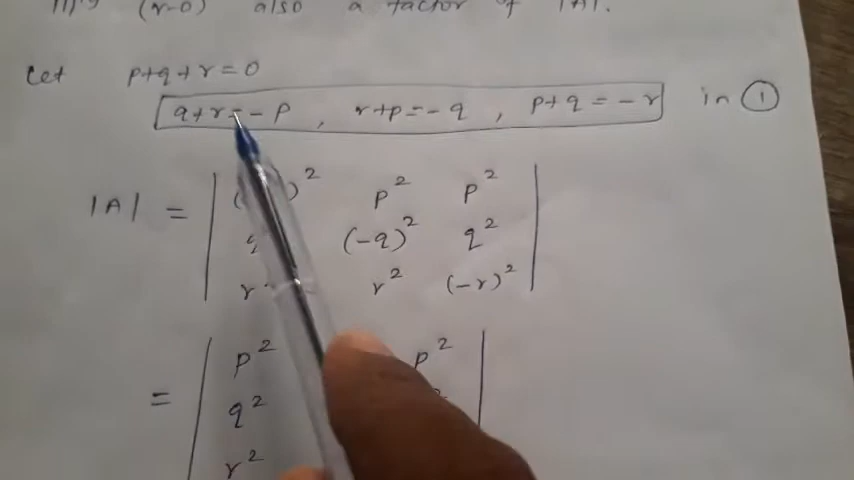 (r-0) also a factor of |A|.
Let p+q+r=0
q+r=-p , r+p=-q , p+q=-r in ①
|A| = | ( )² p² p² |
(-q)² q²
r r² (-r)² |
= | p² p² |
q²
r²